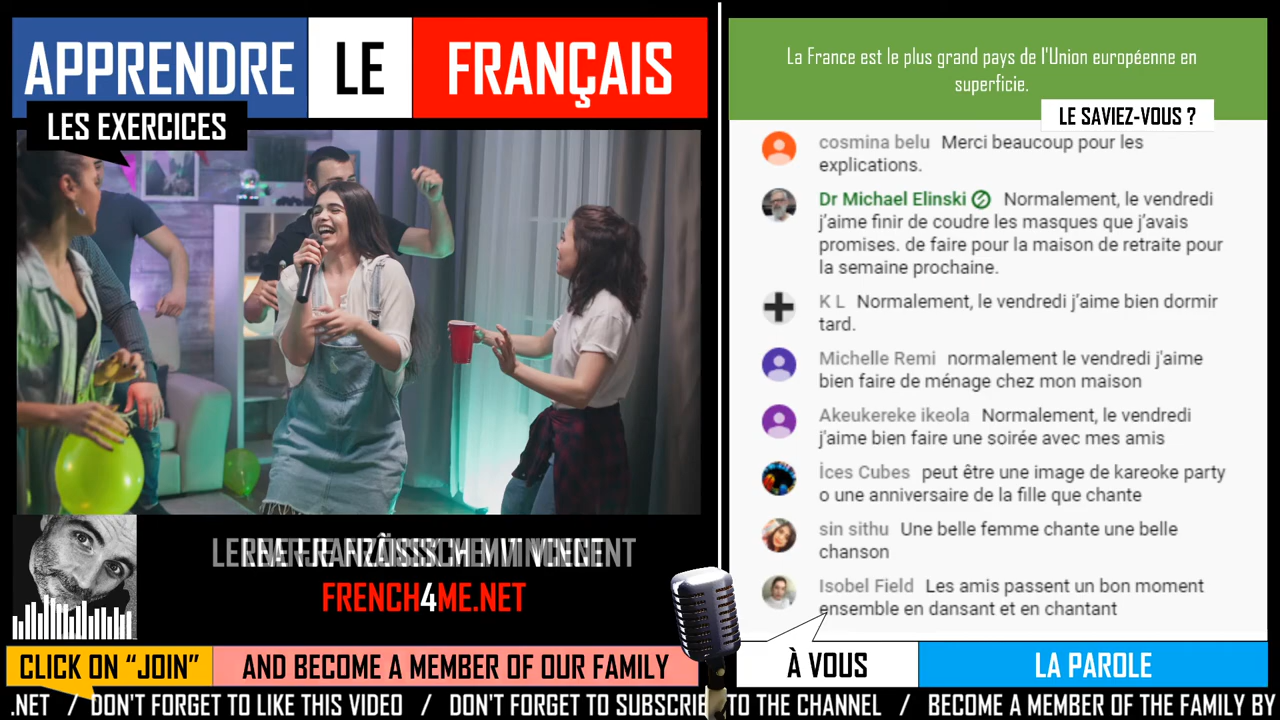 APPRENDRE LE FRANÇAIS
LES EXERCICES
FRENCH4ME.NET
CLICK ON “JOIN” AND BECOME A MEMBER OF OUR FAMILY
La France est le plus grand pays de l'Union européenne en
superficie.
LE SAVIEZ-VOUS ?
cosmina belu Merci beaucoup pour les
explications.
Dr Michael Elinski Normalement, le vendredi
j’aime finir de coudre les masques que j’avais
promises. de faire pour la maison de retraite pour
la semaine prochaine.
K L Normalement, le vendredi j’aime bien dormir
tard.
Michelle Remi normalement le vendredi j'aime
bien faire de ménage chez mon maison
Akeukereke ikeola Normalement, le vendredi
j'aime bien faire une soirée avec mes amis
İces Cubes peut être une image de kareoke party
o une anniversaire de la fille que chante
sin sithu Une belle femme chante une belle
chanson
Isobel Field Les amis passent un bon moment
ensemble en dansant et en chantant
À VOUS LA PAROLE
.NET / DON'T FORGET TO LIKE THIS VIDEO / DON'T FORGET TO SUBSCRIBE TO THE CHANNEL / BECOME A MEMBER OF THE FAMILY BY